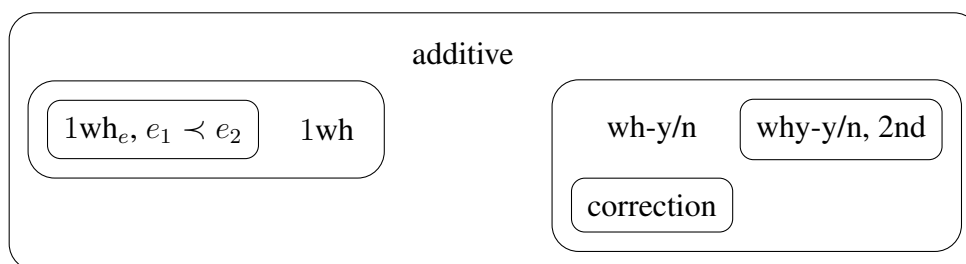 additive
1wh_e, e_1 ≺ e_2 1wh wh-y/n why-y/n, 2nd
correction